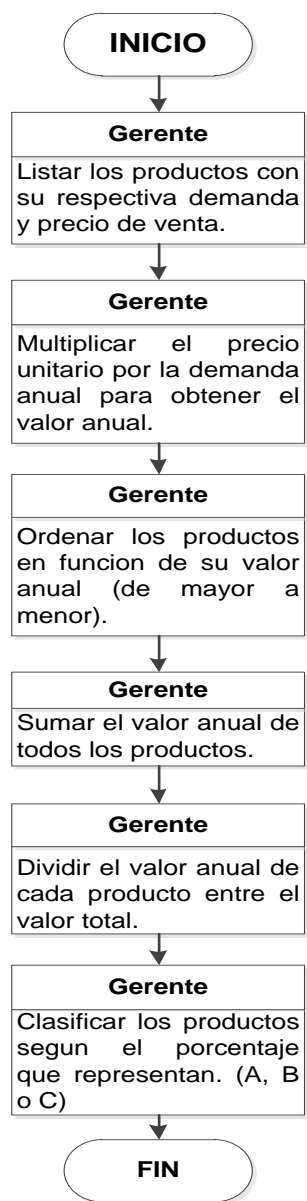 INICIO
Gerente
Listar los productos con
su respectiva demanda
y precio de venta.
Gerente
Multiplicar el precio
unitario por la demanda
anual para obtener el
valor anual.
Gerente
Ordenar los productos
en funcion de su valor
anual (de mayor a
menor).
Gerente
Sumar el valor anual de
todos los productos.
Gerente
Dividir el valor anual de
cada producto entre el
valor total.
Gerente
Clasificar los productos
segun el porcentaje
que representan. (A, B
o C)
FIN